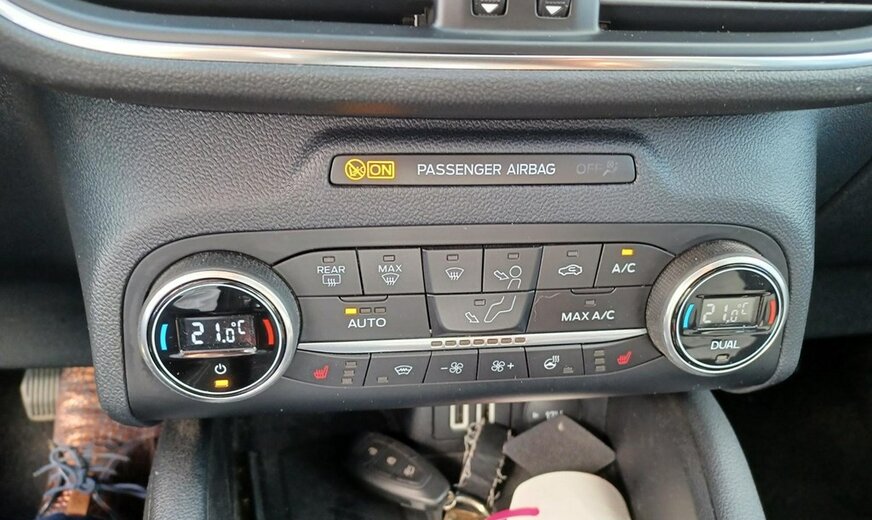 ON PASSENGER AIRBAG OFF
REAR MAX A/C
AUTO MAX A/C
21.0°C 21.0°C
DUAL
- +